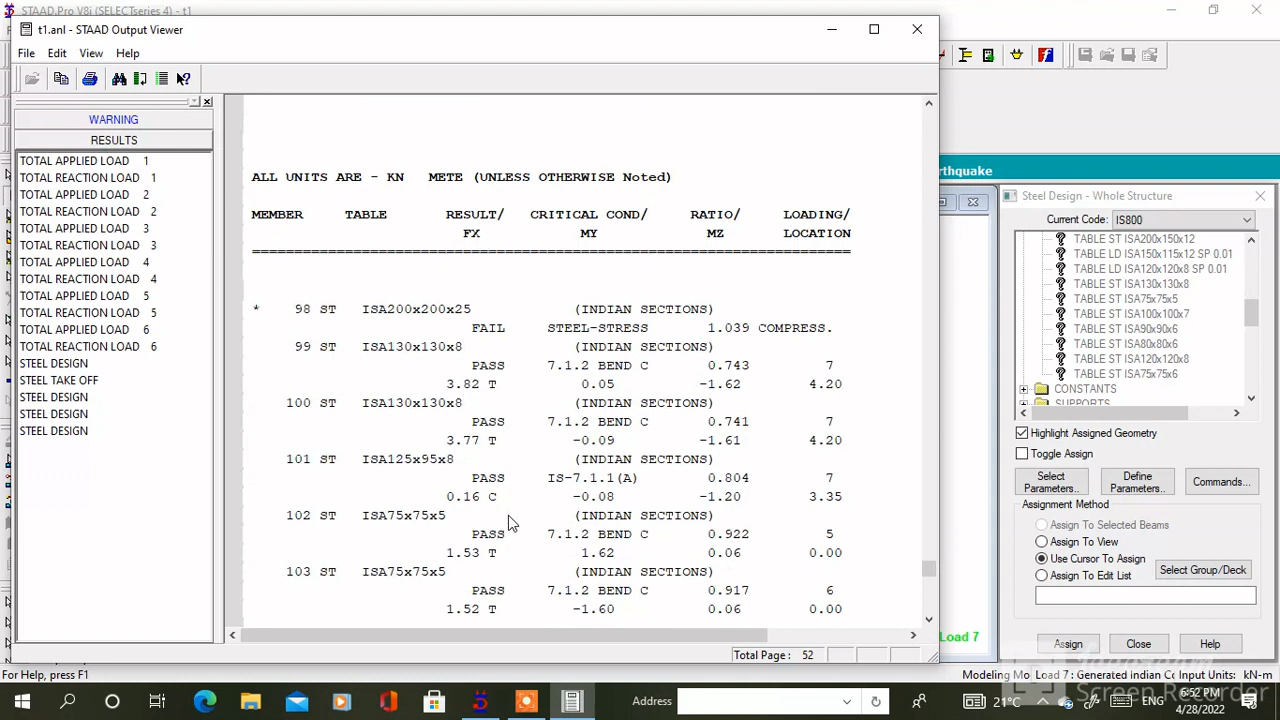 STAAD.Pro V8i (SELECTseries 4) - t1
t1.anl - STAAD Output Viewer
File Edit View Help
WARNING
RESULTS
TOTAL APPLIED LOAD 1
TOTAL REACTION LOAD 1
TOTAL APPLIED LOAD 2
TOTAL REACTION LOAD 2
TOTAL APPLIED LOAD 3
TOTAL REACTION LOAD 3
TOTAL APPLIED LOAD 4
TOTAL REACTION LOAD 4
TOTAL APPLIED LOAD 5
TOTAL REACTION LOAD 5
TOTAL APPLIED LOAD 6
TOTAL REACTION LOAD 6
STEEL DESIGN
STEEL TAKE OFF
STEEL DESIGN
STEEL DESIGN
STEEL DESIGN
ALL UNITS ARE - KN METE (UNLESS OTHERWISE Noted)
MEMBER TABLE RESULT/ CRITICAL COND/ RATIO/ LOADING/
FX MY MZ LOCATION
* 98 ST ISA200x200x25 (INDIAN SECTIONS)
FAIL STEEL-STRESS 1.039 COMPRESS.
99 ST ISA130x130x8 (INDIAN SECTIONS)
PASS 7.1.2 BEND C 0.743 7
3.82 T 0.05 -1.62 4.20
100 ST ISA130x130x8 (INDIAN SECTIONS)
PASS 7.1.2 BEND C 0.741 7
3.77 T -0.09 -1.61 4.20
101 ST ISA125x95x8 (INDIAN SECTIONS)
PASS IS-7.1.1(A) 0.804 7
0.16 C -0.08 -1.20 3.35
102 ST ISA75x75x5 (INDIAN SECTIONS)
PASS 7.1.2 BEND C 0.922 5
1.53 T 1.62 0.06 0.00
103 ST ISA75x75x5 (INDIAN SECTIONS)
PASS 7.1.2 BEND C 0.917 6
1.52 T -1.60 0.06 0.00
Total Page: 52
rthquake
Steel Design - Whole Structure
Current Code: IS800
TABLE ST ISA200x150x12
TABLE LD ISA150x115x12 SP 0.01
TABLE LD ISA120x120x8 SP 0.01
TABLE ST ISA130x130x8
TABLE ST ISA75x75x5
TABLE ST ISA100x100x7
TABLE ST ISA90x90x6
TABLE ST ISA80x80x6
TABLE ST ISA120x120x8
TABLE ST ISA75x75x6
CONSTANTS
SUPPORTS
Highlight Assigned Geometry
Toggle Assign
Select Parameters...
Define Parameters...
Commands...
Assignment Method
Assign To Selected Beams
Assign To View
Use Cursor To Assign
Select Group/Deck
Assign To Edit List
Assign Close Help
Load 7
For Help, press F1
Modeling Mo Load 7 : Generated Indian Co Input Units: kN-m
Screen Recorder
Address
21°C
ENG
6:52 PM
4/28/2022